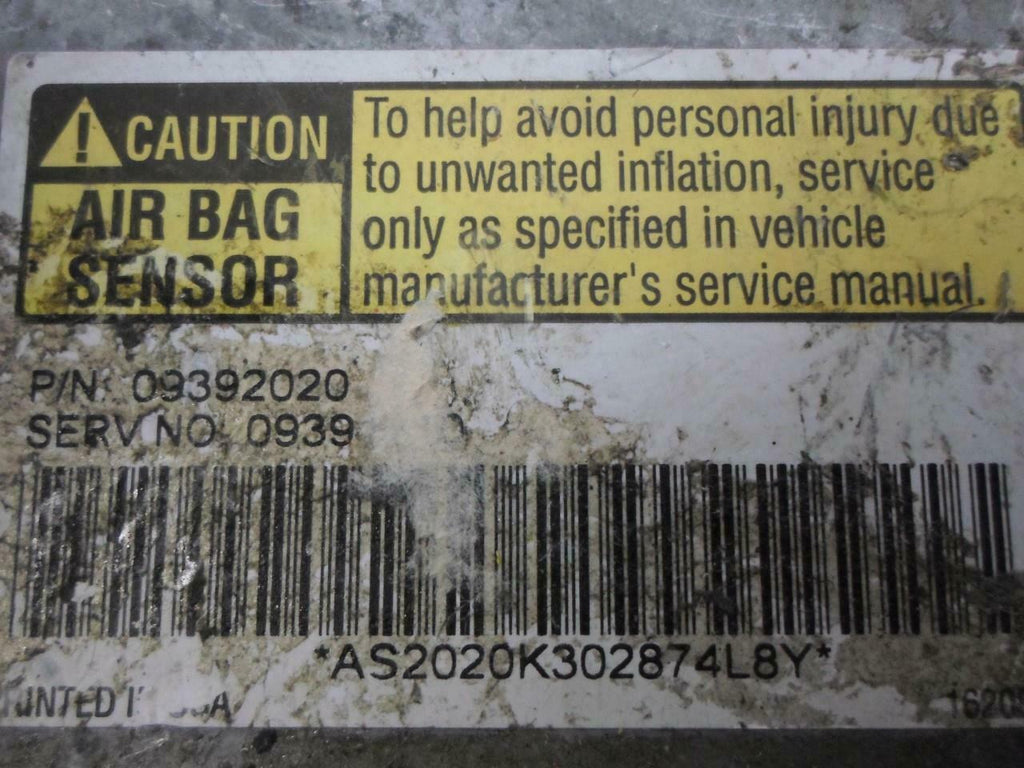 CAUTION
AIR BAG
SENSOR
To help avoid personal injury due
to unwanted inflation, service
only as specified in vehicle
manufacturer's service manual.
P/N: 09392020
SERV NO 0939
*AS2020K302874L8Y*